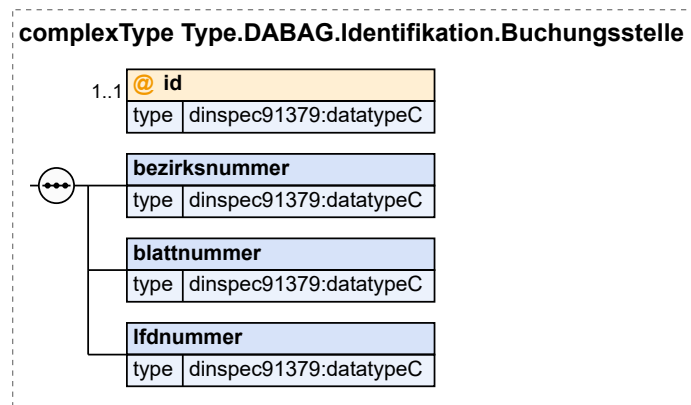 complexType Type.DABAG.Identifikation.Buchungsstelle
1..1 @ id
type dinspec91379:datatypeC
bezirksnummer
type dinspec91379:datatypeC
blattnummer
type dinspec91379:datatypeC
lfdnummer
type dinspec91379:datatypeC